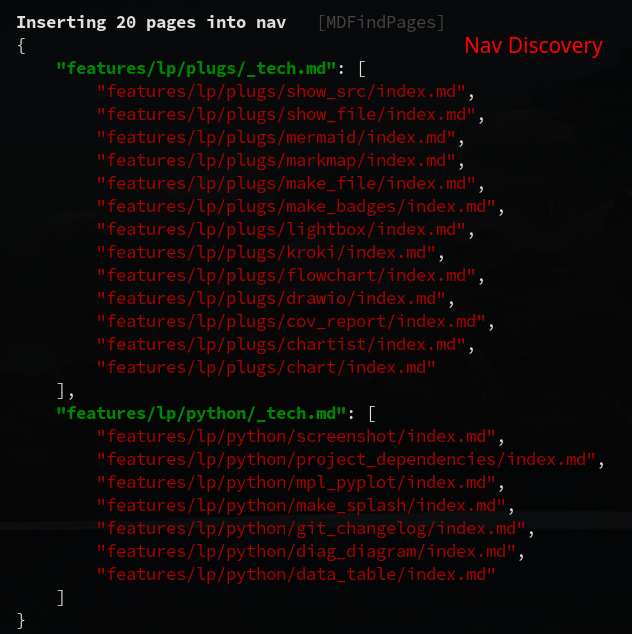 Inserting 20 pages into nav [MDFindPages]
{
Nav Discovery
"features/lp/plugs/_tech.md": [
"features/lp/plugs/show_src/index.md",
"features/lp/plugs/show_file/index.md",
"features/lp/plugs/mermaid/index.md",
"features/lp/plugs/markmap/index.md",
"features/lp/plugs/make_file/index.md",
"features/lp/plugs/make_badges/index.md",
"features/lp/plugs/lightbox/index.md",
"features/lp/plugs/kroki/index.md",
"features/lp/plugs/flowchart/index.md",
"features/lp/plugs/drawio/index.md",
"features/lp/plugs/cov_report/index.md",
"features/lp/plugs/chartist/index.md",
"features/lp/plugs/chart/index.md"
],
"features/lp/python/_tech.md": [
"features/lp/python/screenshot/index.md",
"features/lp/python/project_dependencies/index.md",
"features/lp/python/mpl_pyplot/index.md",
"features/lp/python/make_splash/index.md",
"features/lp/python/git_changelog/index.md",
"features/lp/python/diag_diagram/index.md",
"features/lp/python/data_table/index.md"
]
}